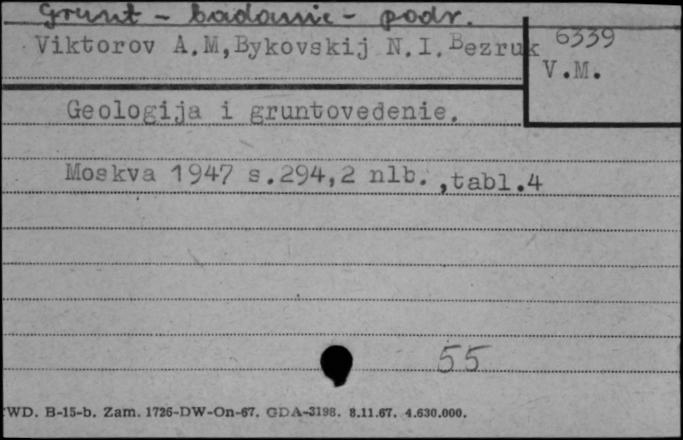 Grunt - badanie - podr.
6339
Viktorov A.M,Bykovskij N.I.Bezruk V.M.
Geologija i gruntovedenie.
Moskva 1947 s.294,2 nlb.,tabl.4
55
WD. B-15-b. Zam. 1726-DW-On-67. GDA-3198. 8.11.67. 4.630.000.